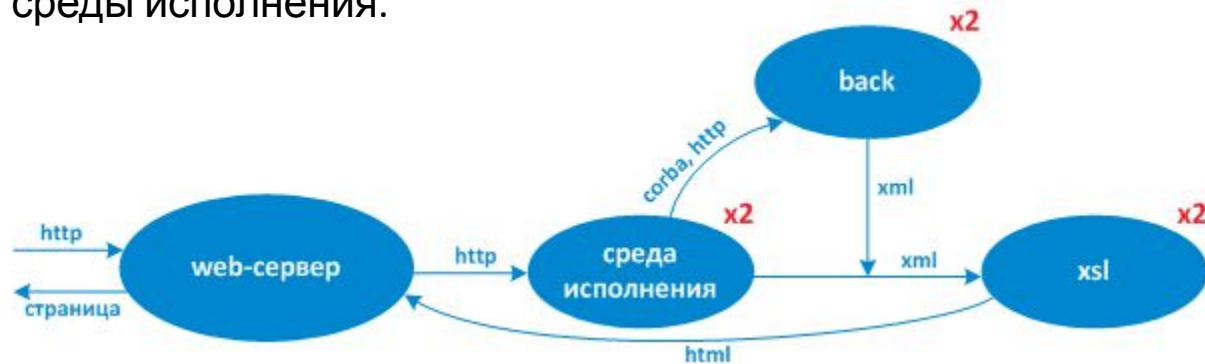 среды исполнения.
x2
back
corba, http
xml
http
web-сервер
страница
http
x2
среда
исполнения
xml
x2
xsl
html